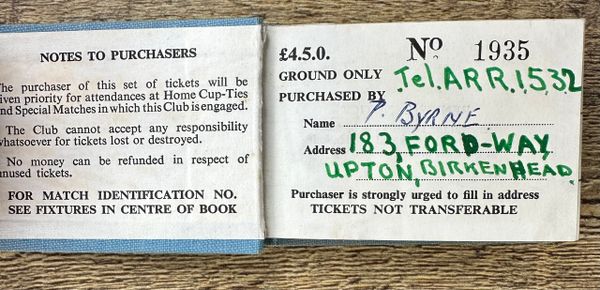 NOTES TO PURCHASERS
The purchaser of this set of tickets will be
given priority for attendances at Home Cup-Ties
and Special Matches in which this Club is engaged.
The Club cannot accept any responsibility
whatsoever for tickets lost or destroyed.
No money can be refunded in respect of
unused tickets.
FOR MATCH IDENTIFICATION NO.
SEE FIXTURES IN CENTRE OF BOOK
£4.5.0. No 1935
GROUND ONLY Tel. ARR. 1532
PURCHASED BY
Name P. BYRNE
Address 183, FORD-WAY,
UPTON, BIRKENHEAD.
Purchaser is strongly urged to fill in address
TICKETS NOT TRANSFERABLE